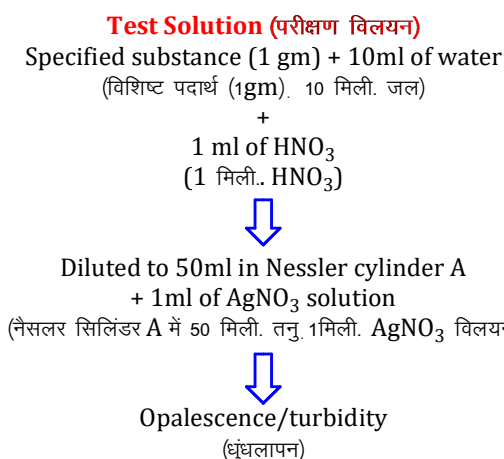 Test Solution (परीक्षण विलयन)
Specified substance (1 gm) + 10ml of water
(विशिष्ट पदार्थ (1gm). 10 मिली. जल)
+
1 ml of HNO₃
(1 मिली.. HNO₃)
Diluted to 50ml in Nessler cylinder A
+ 1ml of AgNO₃ solution
(नैसलर सिलिंडर A में 50 मिली. तनु 1मिली. AgNO₃ विलयन
Opalescence/turbidity
(धुंधलापन)